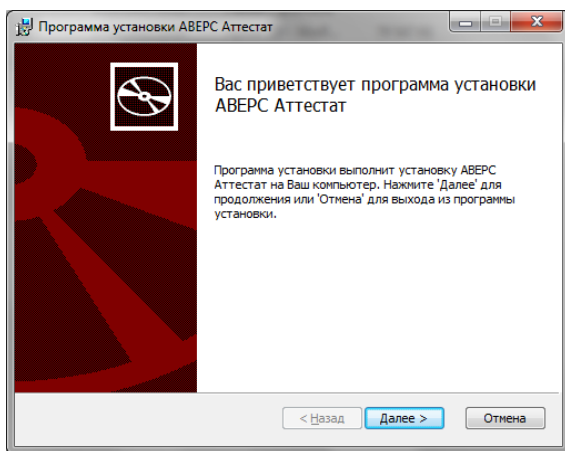 Программа установки АВЕРС Аттестат
Вас приветствует программа установки
АВЕРС Аттестат
Программа установки выполнит установку АВЕРС
Аттестат на Ваш компьютер. Нажмите 'Далее' для
продолжения или 'Отмена' для выхода из программы
установки.
< Назад Далее > Отмена